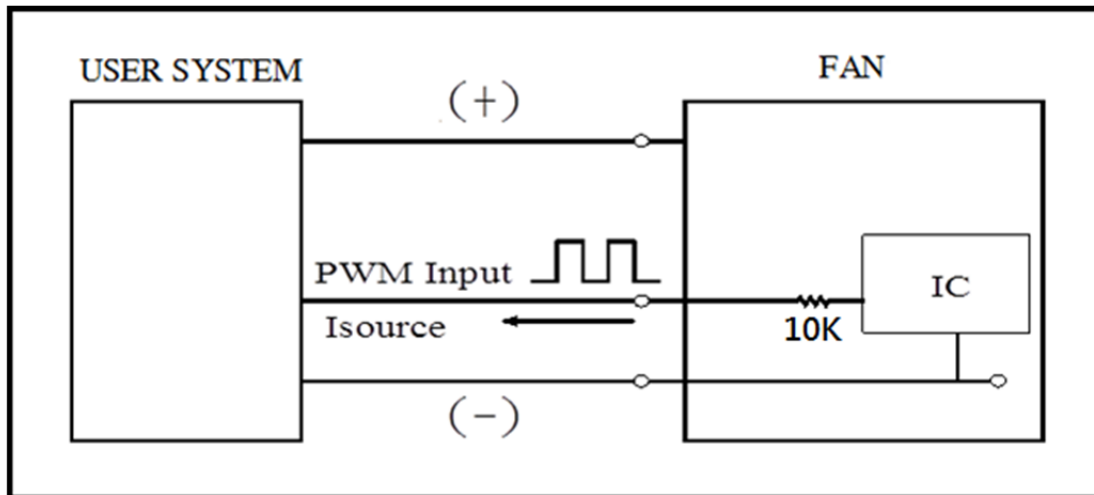 USER SYSTEM
FAN
(+)
PWM Input
IC
Isource
10K
(-)